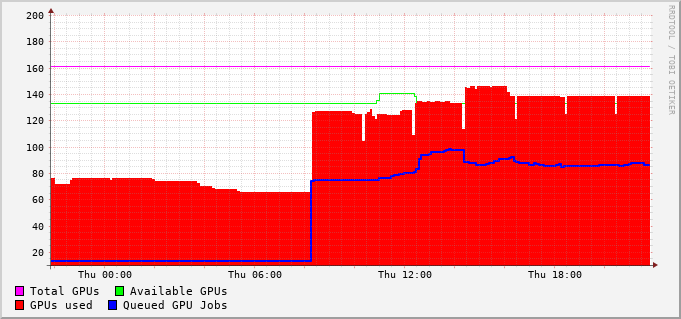 200
180
160
140
120
100
80
60
40
20
Thu 00:00 Thu 06:00 Thu 12:00 Thu 18:00
Total GPUs Available GPUs
GPUs used Queued GPU Jobs
RRDTOOL / TOBI OETIKER